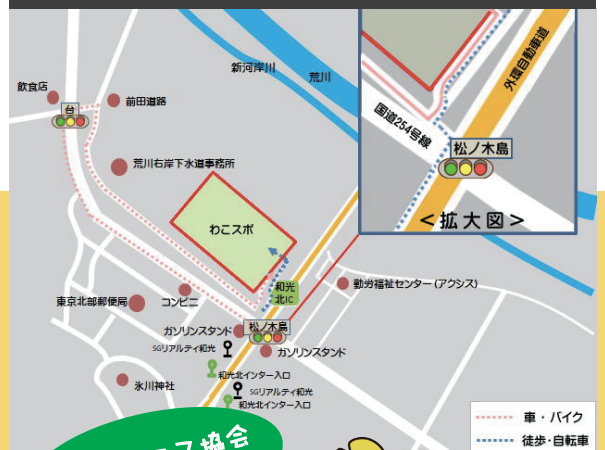 新河岸川
荒川
飲食店
台
前田道路
荒川右岸下水道事務所
わこスポ
外環自動車道
国道254号線
松ノ木島
<拡大図>
和光
北IC
勤労福祉センター(アクシス)
東京北部郵便局
コンビニ
ガソリンスタンド
松ノ木島
SGリアルティ和光
ガソリンスタンド
和光北インター入口
氷川神社
SGリアルティ和光
和光北インター入口
車・バイク
徒歩・自転車
協会